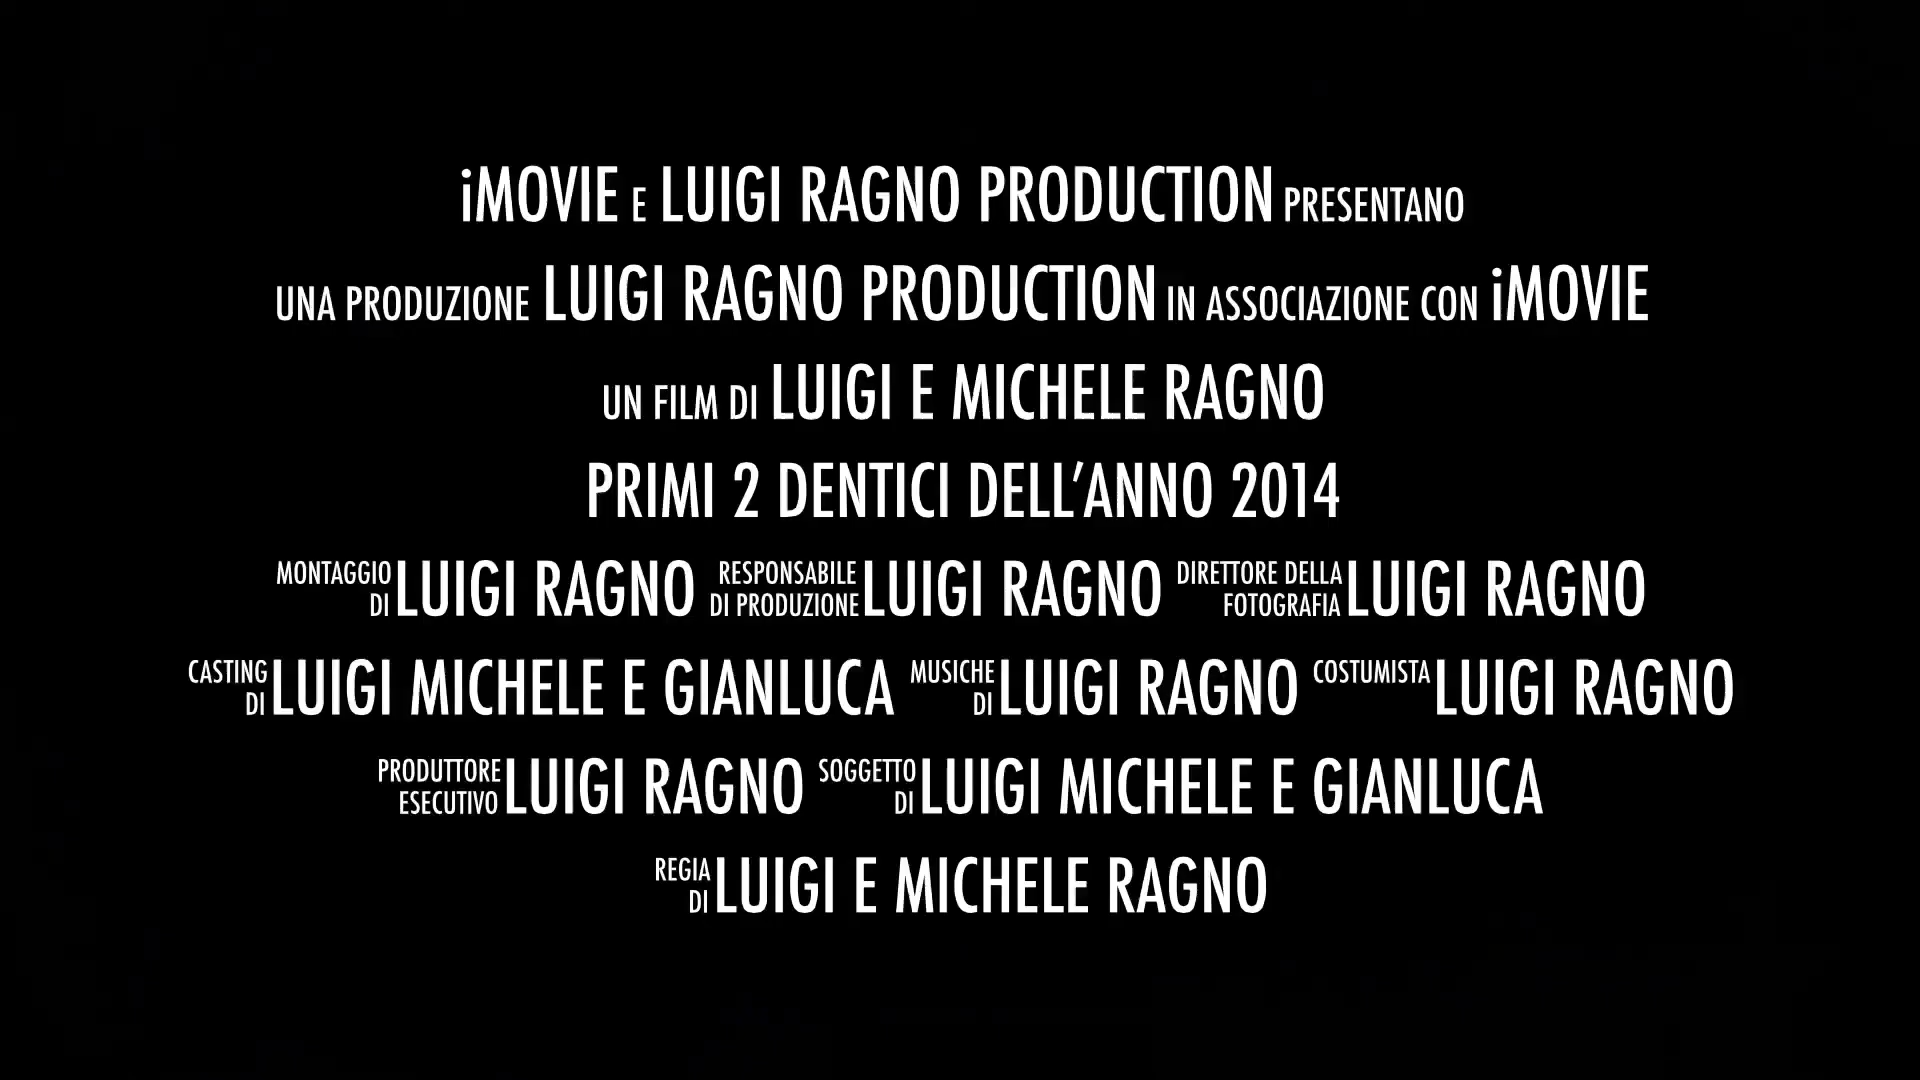 iMOVIE E LUIGI RAGNO PRODUCTION PRESENTANO
UNA PRODUZIONE LUIGI RAGNO PRODUCTION IN ASSOCIAZIONE CON iMOVIE
UN FILM DI LUIGI E MICHELE RAGNO
PRIMI 2 DENTICI DELL'ANNO 2014
MONTAGGIO DI LUIGI RAGNO RESPONSABILE DI PRODUZIONE LUIGI RAGNO DIRETTORE DELLA FOTOGRAFIA LUIGI RAGNO
CASTING DI LUIGI MICHELE E GIANLUCA MUSICHE DI LUIGI RAGNO COSTUMISTA LUIGI RAGNO
PRODUTTORE ESECUTIVO LUIGI RAGNO SOGGETTO DI LUIGI MICHELE E GIANLUCA
REGIA DI LUIGI E MICHELE RAGNO